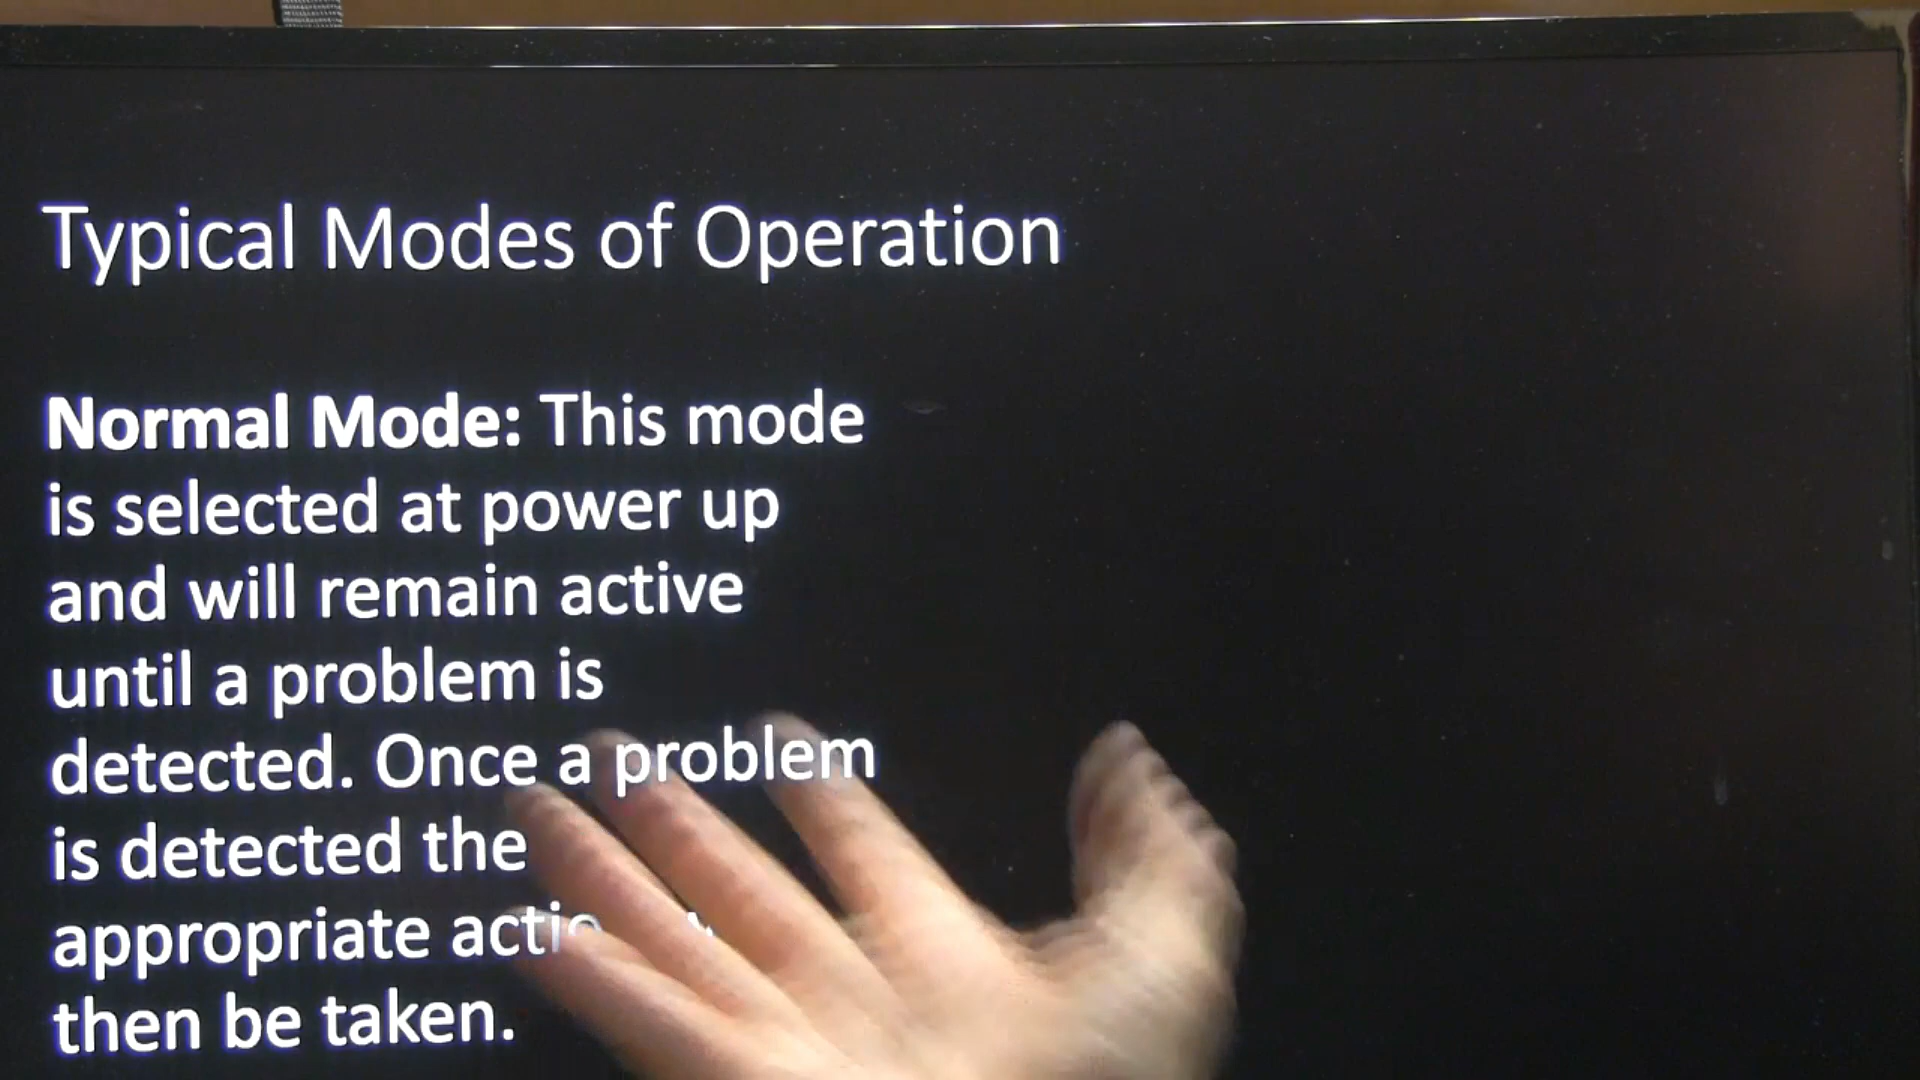 Typical Modes of Operation
Normal Mode: This mode
is selected at power up
and will remain active
until a problem is
detected. Once a problem
is detected the
appropriate
then be taken.